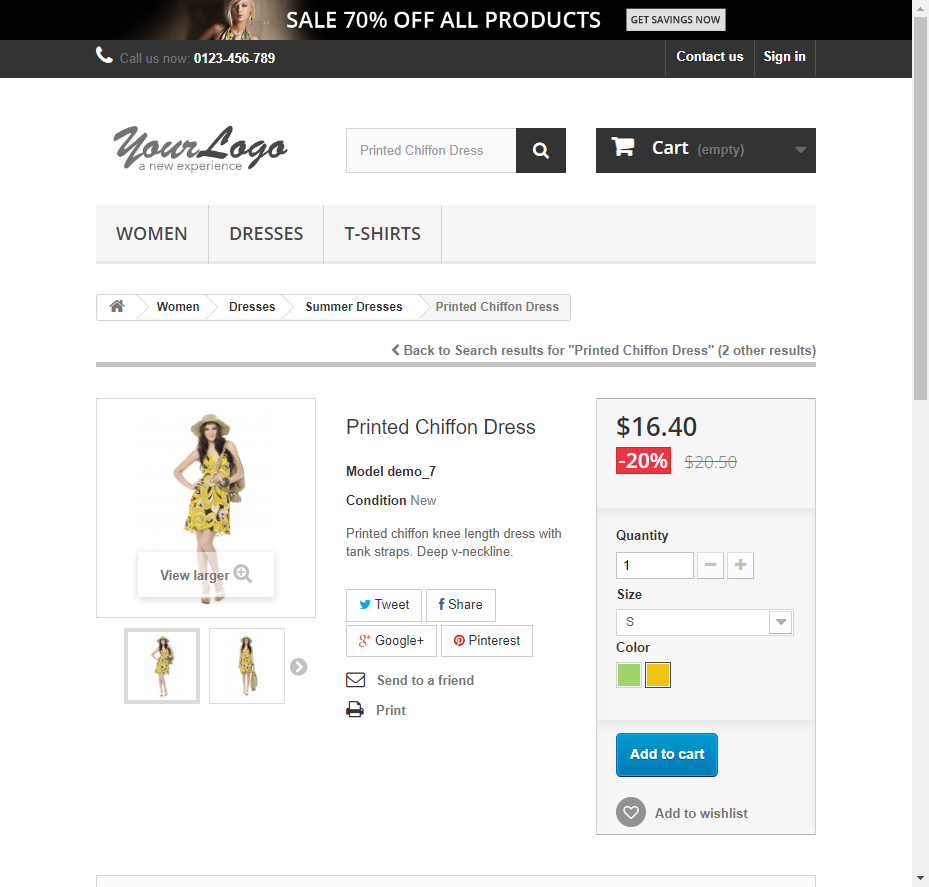 SALE 70% OFF ALL PRODUCTS GET SAVINGS NOW
Call us now: 0123-456-789 Contact us Sign in
YourLogo
a new experience
Printed Chiffon Dress
Cart (empty)
WOMEN DRESSES T-SHIRTS
Women Dresses Summer Dresses Printed Chiffon Dress
Back to Search results for "Printed Chiffon Dress" (2 other results)
View larger
Printed Chiffon Dress
Model demo_7
Condition New
Printed chiffon knee length dress with
tank straps. Deep v-neckline.
Tweet Share
Google+ Pinterest
Send to a friend
Print
$16.40
-20% $20.50
Quantity
1
Size
S
Color
Add to cart
Add to wishlist